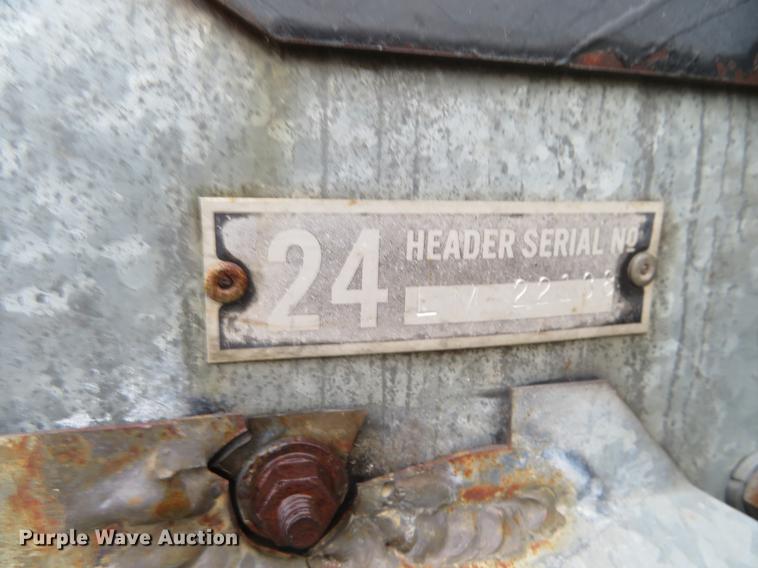 24
HEADER SERIAL Nº
L
Purple Wave Auction